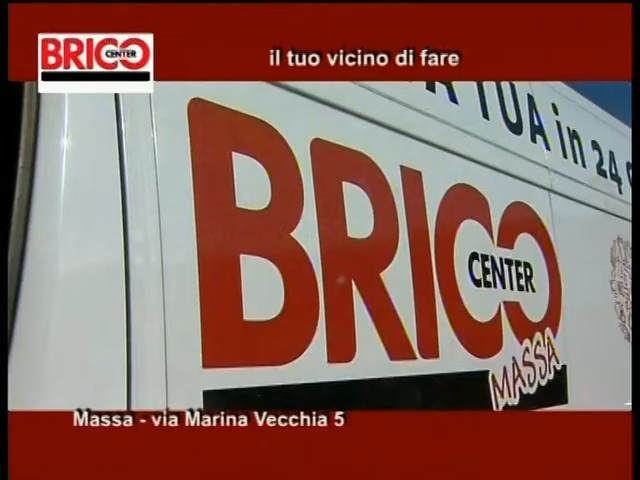 BRICO
CENTER
il tuo vicino di fare
TUA in 24
BRICO
CENTER
MASSA
Massa - via Marina Vecchia 5